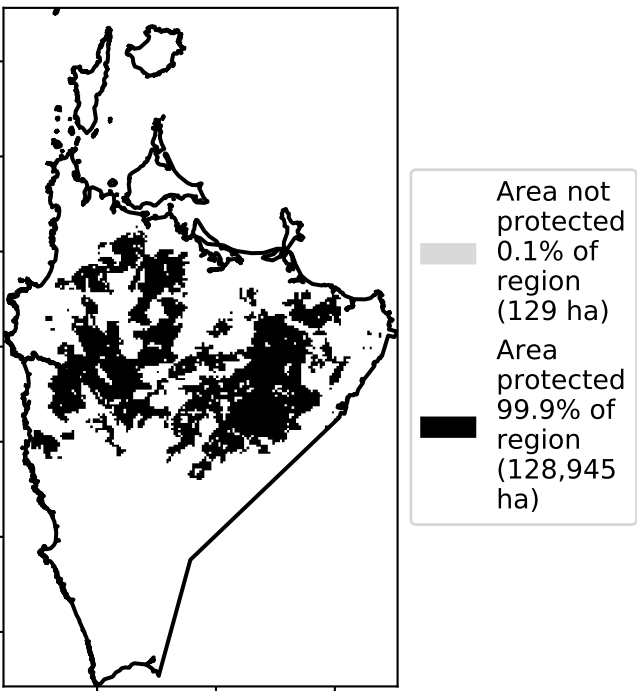 Area not
protected
0.1% of
region
(129 ha)
Area
protected
99.9% of
region
(128,945
ha)